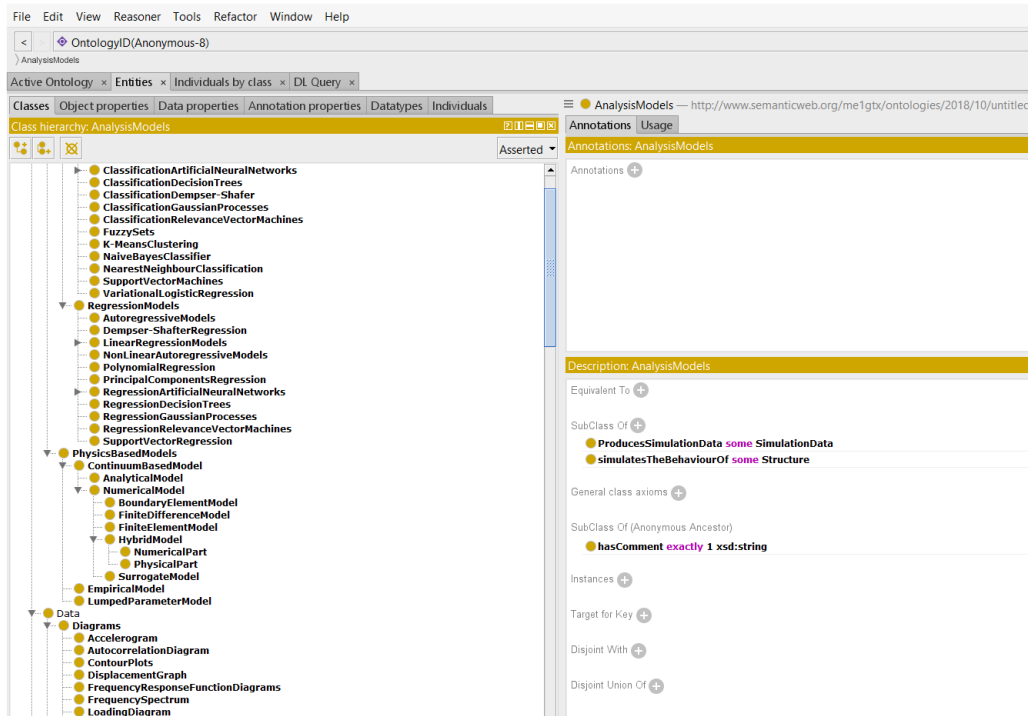 File Edit View Reasoner Tools Refactor Window Help
< > OntologyID(Anonymous-8)
AnalysisModels
Active Ontology × Entities × Individuals by class × DL Query ×
Classes Object properties Data properties Annotation properties Datatypes Individuals
Class hierarchy: AnalysisModels
Asserted
ClassificationArtificialNeuralNetworks
ClassificationDecisionTrees
ClassificationDempser-Shafer
ClassificationGaussianProcesses
ClassificationRelevanceVectorMachines
FuzzySets
K-MeansClustering
NaiveBayesClassifier
NearestNeighbourClassification
SupportVectorMachines
VariationalLogisticRegression
RegressionModels
AutoregressiveModels
Dempser-ShafterRegression
LinearRegressionModels
NonLinearAutoregressiveModels
PolynomialRegression
PrincipalComponentsRegression
RegressionArtificialNeuralNetworks
RegressionDecisionTrees
RegressionGaussianProcesses
RegressionRelevanceVectorMachines
SupportVectorRegression
PhysicsBasedModels
ContinuumBasedModel
AnalyticalModel
NumericalModel
BoundaryElementModel
FiniteDifferenceModel
FiniteElementModel
HybridModel
NumericalPart
PhysicalPart
SurrogateModel
EmpiricalModel
LumpedParameterModel
Data
Diagrams
Accelerogram
AutocorrelationDiagram
ContourPlots
DisplacementGraph
FrequencyResponseFunctionDiagrams
FrequencySpectrum
LoadingDiagram
AnalysisModels — http://www.semanticweb.org/me1gtx/ontologies/2018/10/untitled
Annotations Usage
Annotations: AnalysisModels
Annotations
Description: AnalysisModels
Equivalent To
SubClass Of
ProducesSimulationData some SimulationData
simulatesTheBehaviourOf some Structure
General class axioms
SubClass Of (Anonymous Ancestor)
hasComment exactly 1 xsd:string
Instances
Target for Key
Disjoint With
Disjoint Union Of